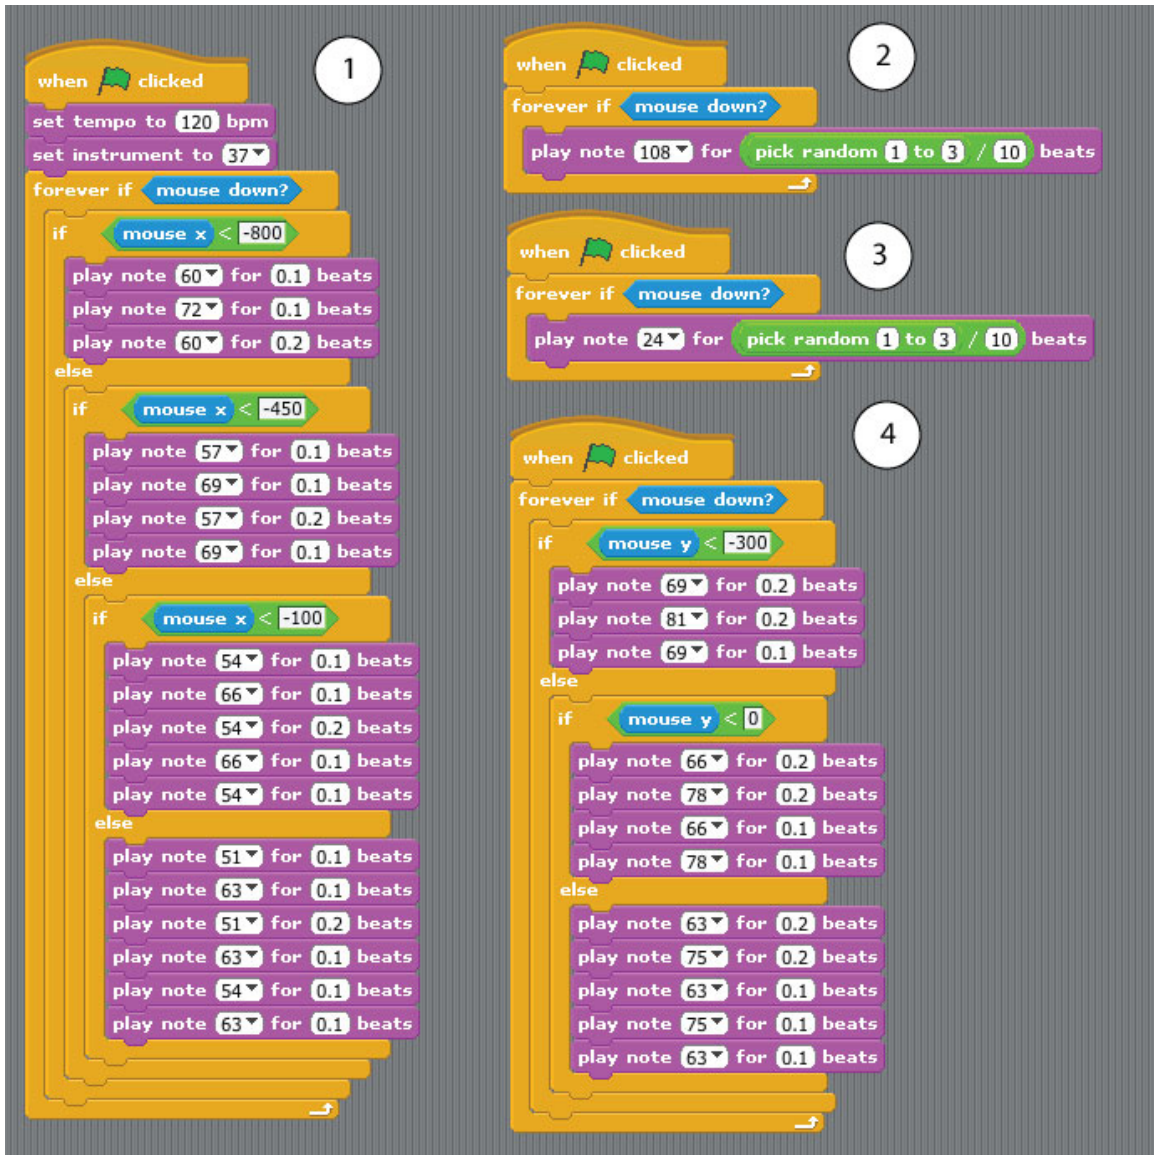 1
when clicked
set tempo to 120 bpm
set instrument to 37
forever if mouse down?
if mouse x < -800
play note 60 for 0.1 beats
play note 72 for 0.1 beats
play note 60 for 0.2 beats
else
if mouse x < -450
play note 57 for 0.1 beats
play note 69 for 0.1 beats
play note 57 for 0.2 beats
play note 69 for 0.1 beats
else
if mouse x < -100
play note 54 for 0.1 beats
play note 66 for 0.1 beats
play note 54 for 0.2 beats
play note 66 for 0.1 beats
play note 54 for 0.1 beats
else
play note 51 for 0.1 beats
play note 63 for 0.1 beats
play note 51 for 0.2 beats
play note 63 for 0.1 beats
play note 54 for 0.1 beats
play note 63 for 0.1 beats
2
when clicked
forever if mouse down?
play note 108 for pick random 1 to 3 / 10 beats
3
when clicked
forever if mouse down?
play note 24 for pick random 1 to 3 / 10 beats
4
when clicked
forever if mouse down?
if mouse y < -300
play note 69 for 0.2 beats
play note 81 for 0.2 beats
play note 69 for 0.1 beats
else
if mouse y < 0
play note 66 for 0.2 beats
play note 78 for 0.2 beats
play note 66 for 0.1 beats
play note 78 for 0.1 beats
else
play note 63 for 0.2 beats
play note 75 for 0.2 beats
play note 63 for 0.1 beats
play note 75 for 0.1 beats
play note 63 for 0.1 beats